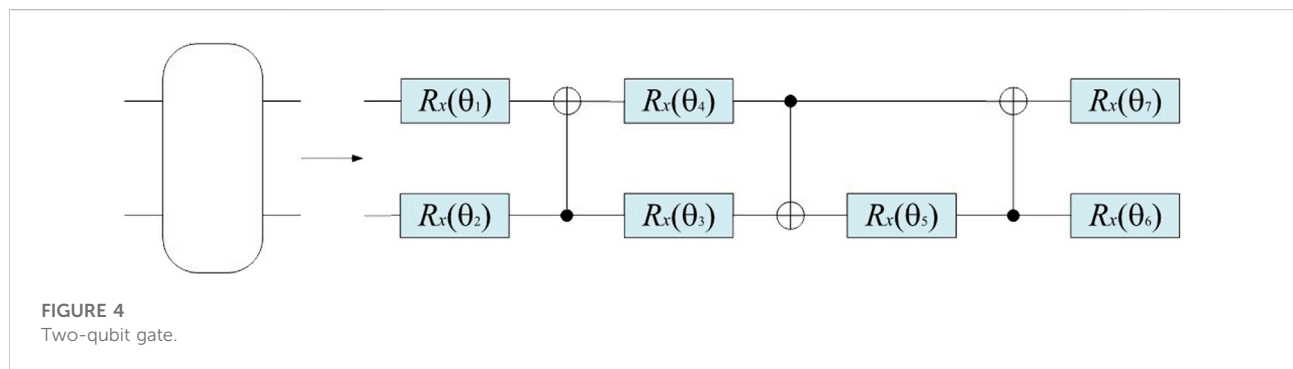 Rx(θ1) Rx(θ4) Rx(θ7)
Rx(θ2) Rx(θ3) Rx(θ5) Rx(θ6)
FIGURE 4
Two-qubit gate.